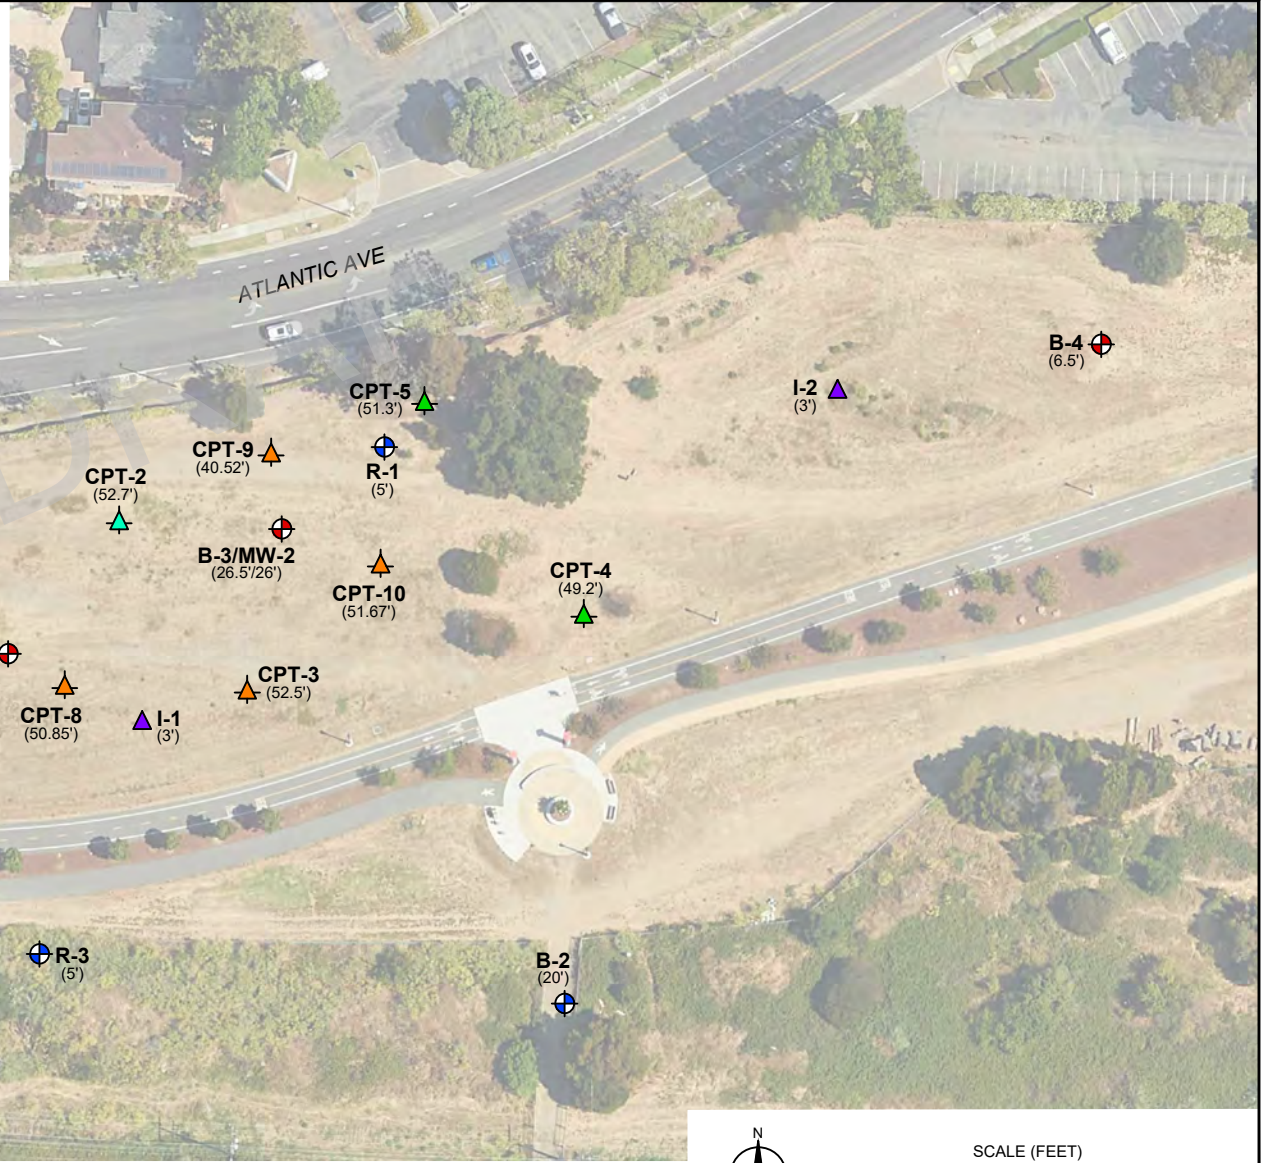 ATLANTIC AVE
B-4
(6.5')
CPT-5
(51.3')
I-2
(3')
CPT-9
(40.52')
R-1
(5')
CPT-2
(52.7')
B-3/MW-2
(26.5'/26')
CPT-10
(51.67')
CPT-4
(49.2')
CPT-3
(52.5')
CPT-8
(50.85')
I-1
(3')
R-3
(5')
B-2
(20')
N
SCALE (FEET)